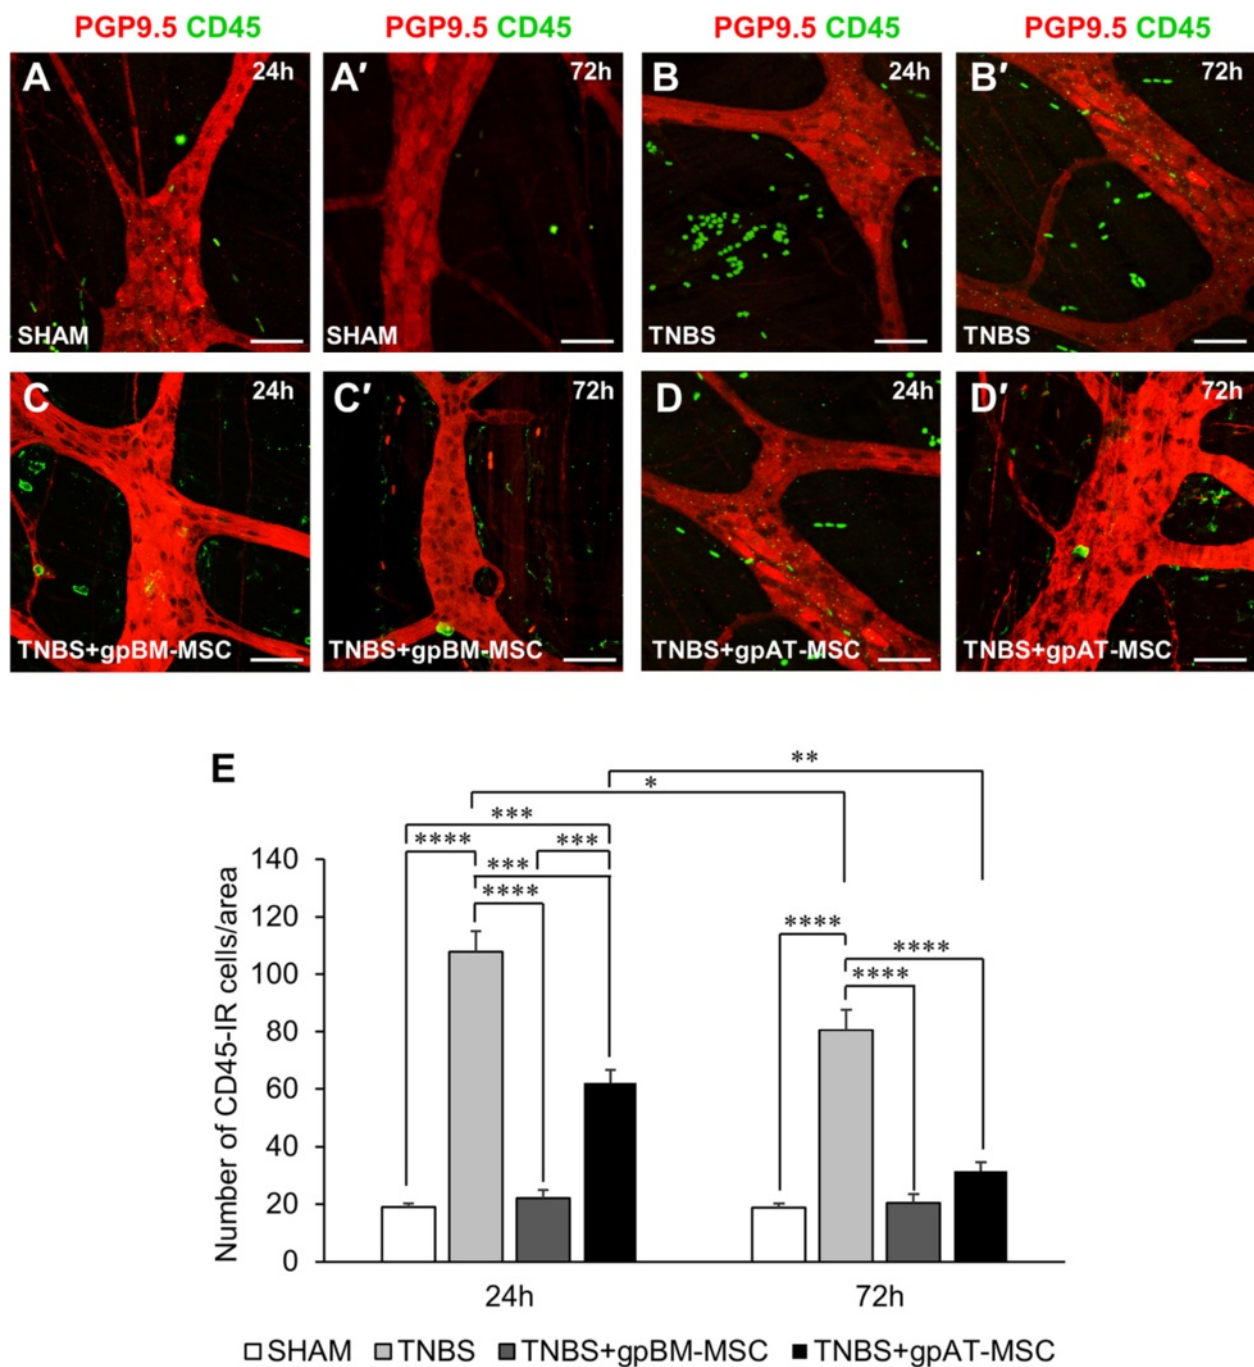 PGP9.5 CD45 PGP9.5 CD45 PGP9.5 CD45 PGP9.5 CD45
A 24h A′ 72h B 24h B′ 72h
SHAM SHAM TNBS TNBS
C 24h C′ 72h D 24h D′ 72h
TNBS+gpBM-MSC TNBS+gpBM-MSC TNBS+gpAT-MSC TNBS+gpAT-MSC
E
**
*
***
**** ***
***
****
**** ****
****
Number of CD45-IR cells/area
140
120
100
80
60
40
20
0
24h 72h
SHAM TNBS TNBS+gpBM-MSC TNBS+gpAT-MSC